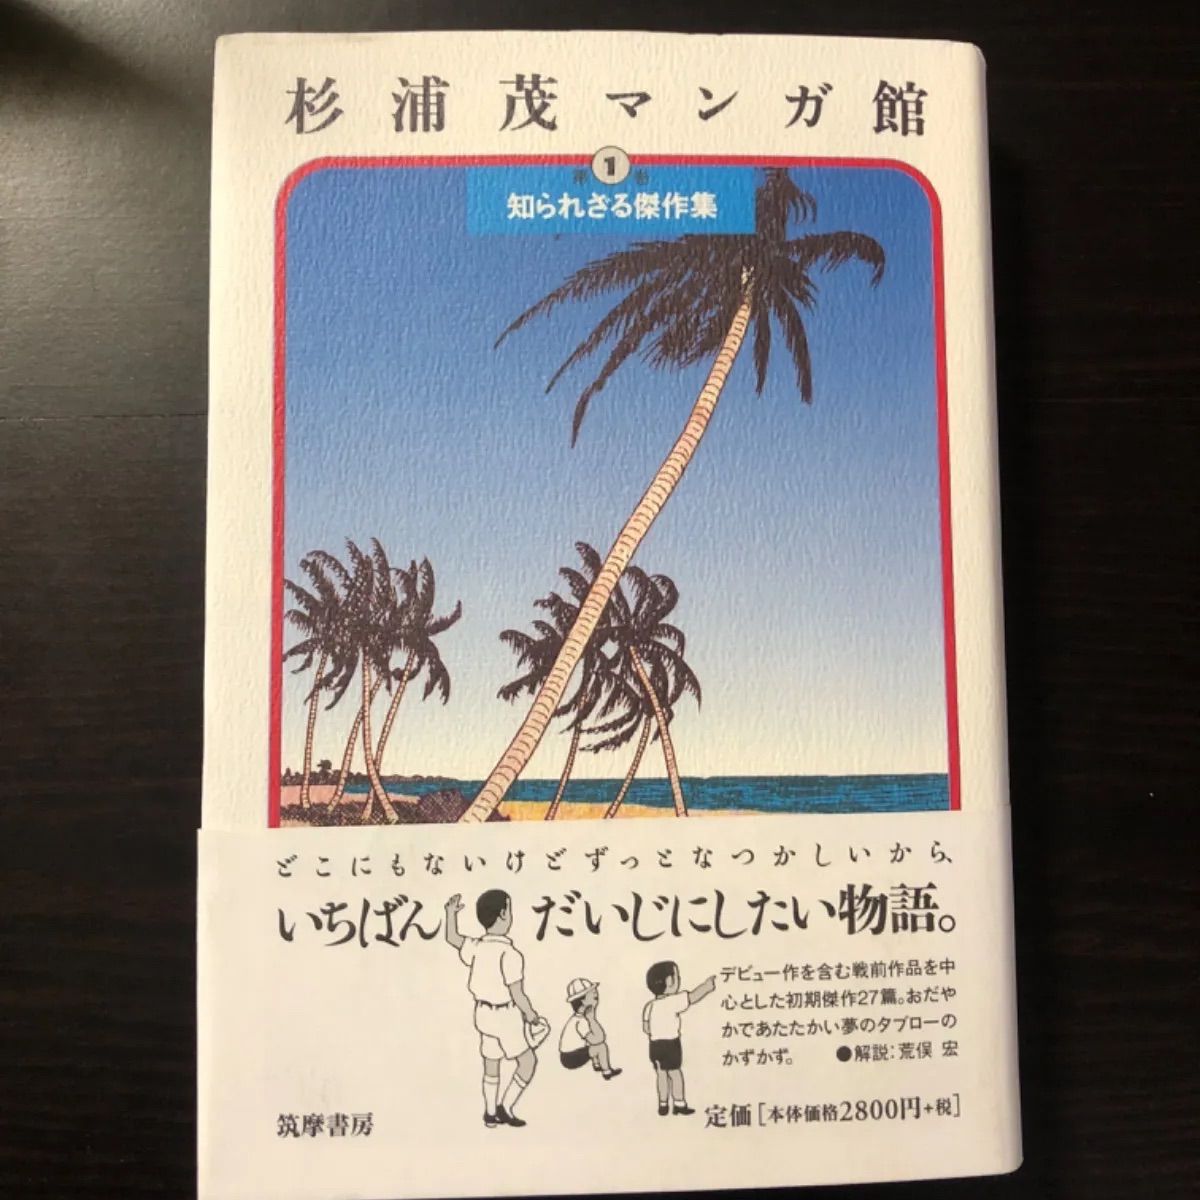 杉浦茂マンガ館
第1巻
知られざる傑作集
どこにもないけどずっとなつかしいから、
いちばんだいじにしたい物語。
デビュー作を含む戦前作品を中
心とした初期傑作27篇。おだや
かであたたかい夢のタブローの
かずかず。 ●解説:荒俣 宏
筑摩書房
定価[本体価格2800円+税]